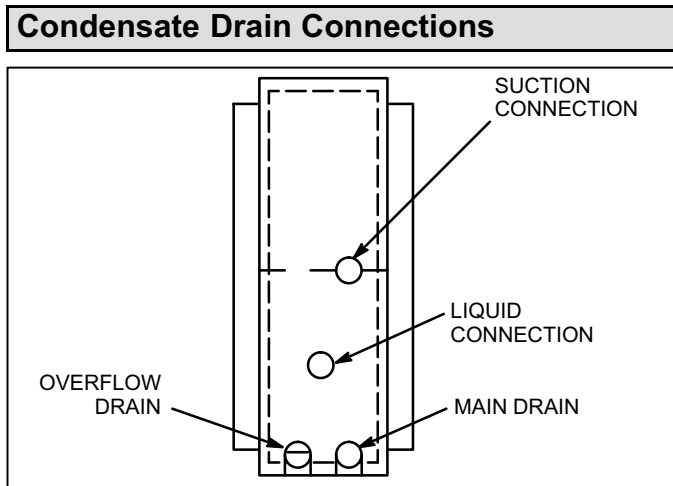 Condensate Drain Connections
SUCTION
CONNECTION
LIQUID
CONNECTION
OVERFLOW
DRAIN
MAIN DRAIN